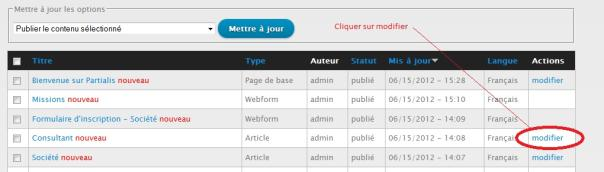 Mettre à jour les options
Publier le contenu sélectionné Mettre à jour Cliquer sur modifier
Titre Type Auteur Statut Mis à jour Langue Actions
Bienvenue sur Partialis nouveau Page de base admin publié 06/15/2012 - 15:28 Français modifier
Missions nouveau Webform admin publié 06/15/2012 - 15:10 Français
Formulaire d'inscription - Société nouveau Webform admin publié 06/15/2012 - 14:09 Français
Consultant nouveau Article admin publié 06/15/2012 - 14:08 Français modifier
Société nouveau Article admin publié 06/15/2012 - 14:07 Français modifier